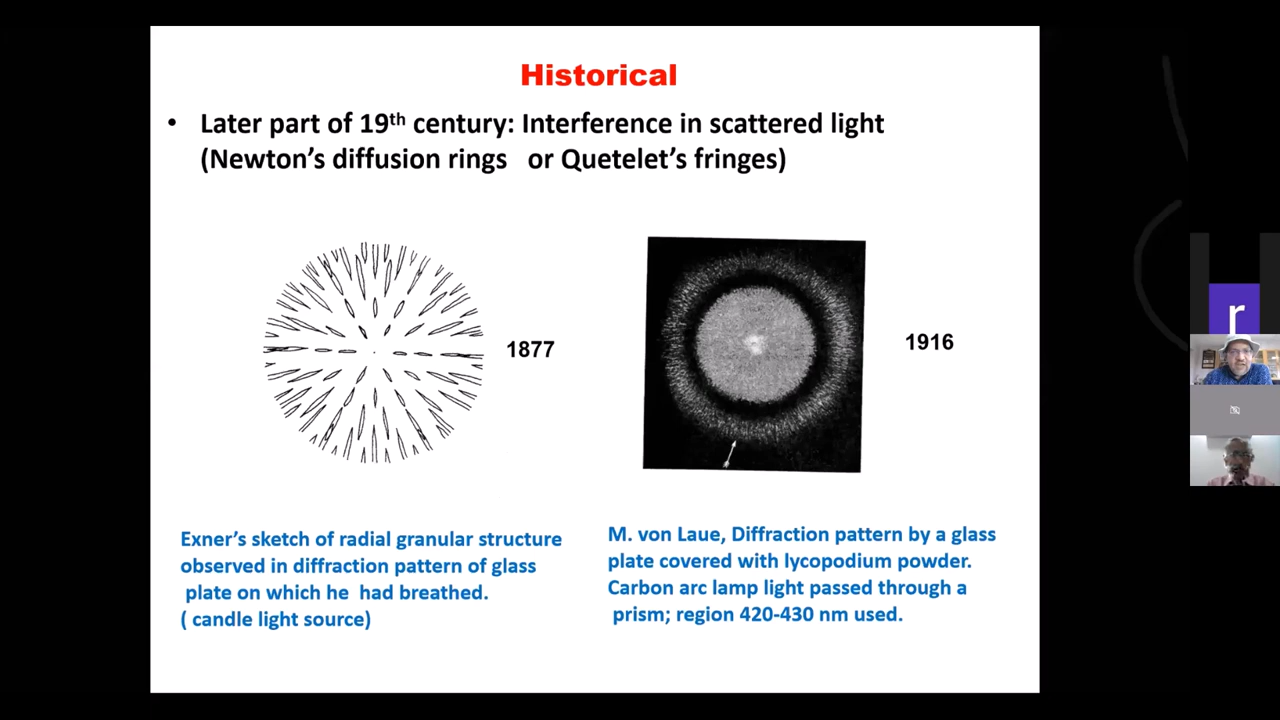 Historical
• Later part of 19th century: Interference in scattered light
(Newton's diffusion rings or Quetelet's fringes)
1877
1916
Exner's sketch of radial granular structure
observed in diffraction pattern of glass
plate on which he had breathed.
( candle light source)
M. von Laue, Diffraction pattern by a glass
plate covered with lycopodium powder.
Carbon arc lamp light passed through a
prism; region 420-430 nm used.
r